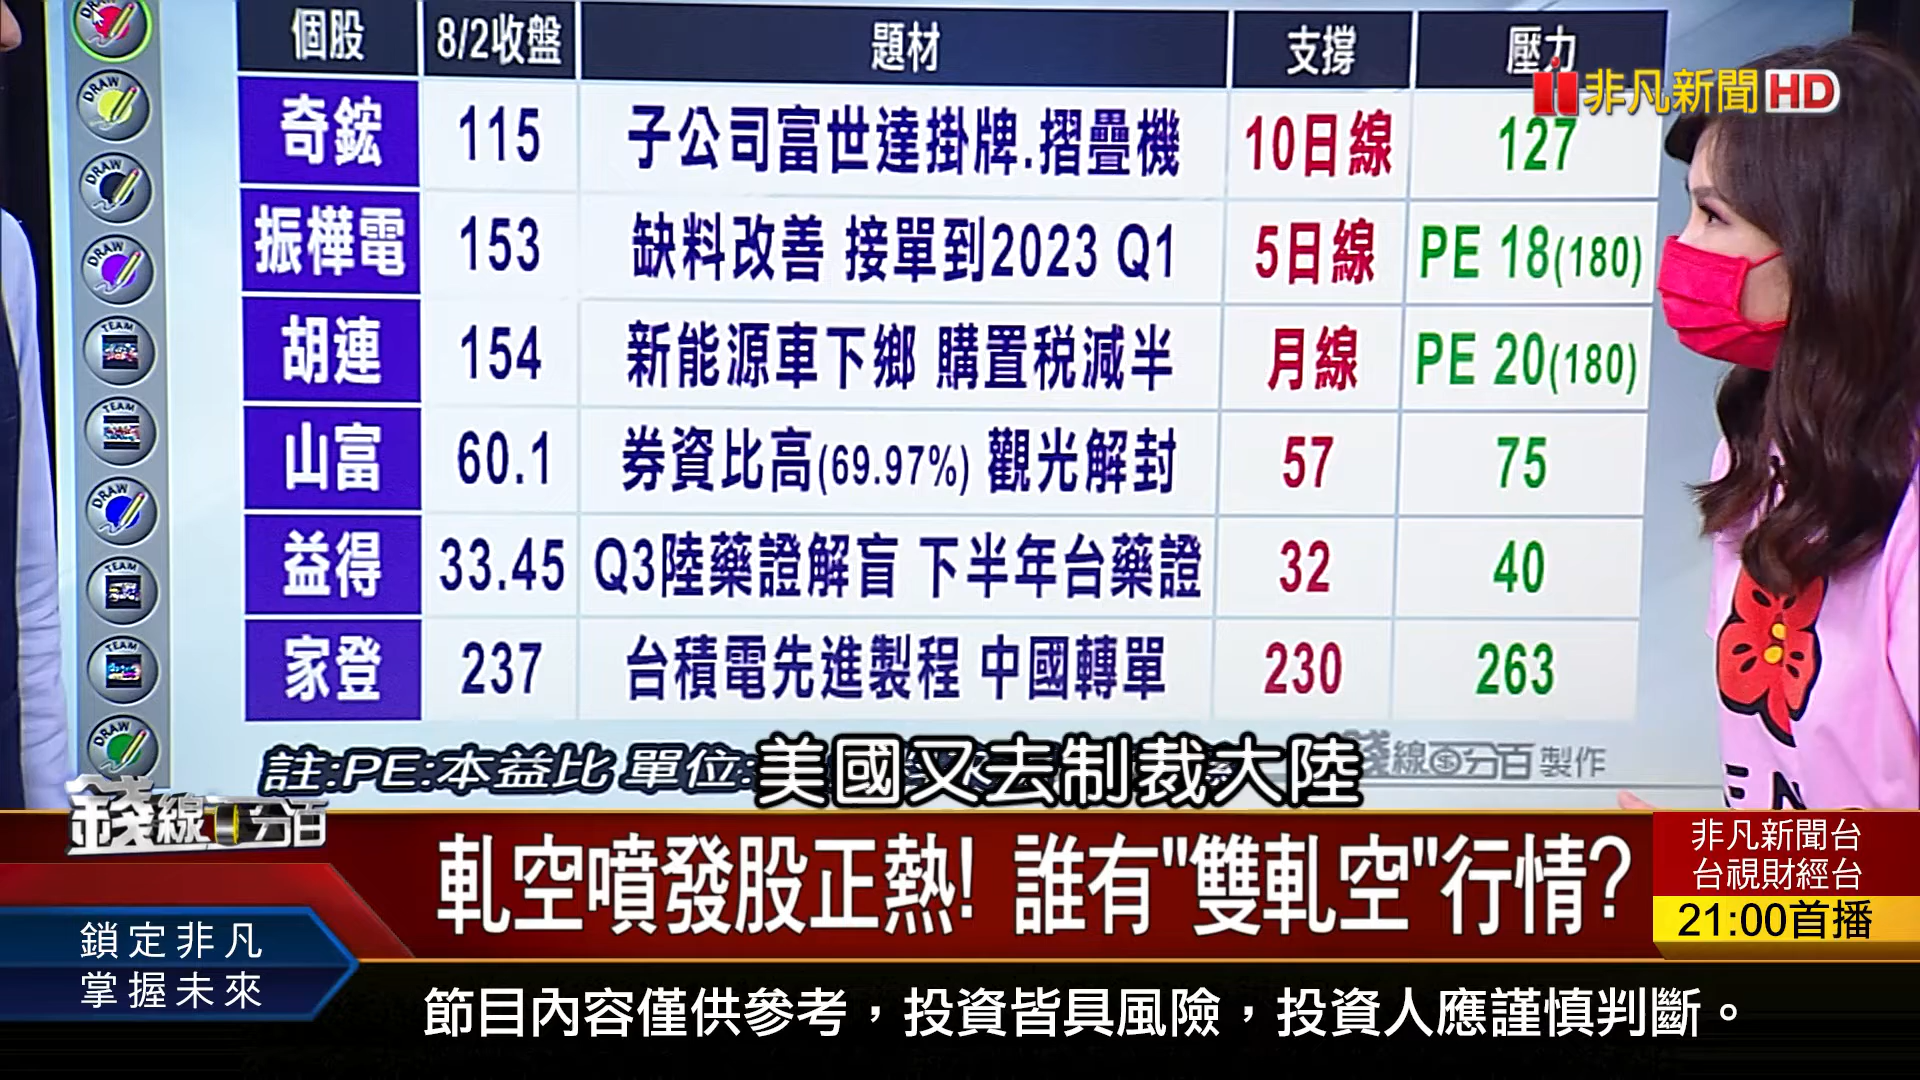 個股 8/2收盤 題材 支撐 壓力
奇鋐 115 子公司富世達掛牌.摺疊機 10日線 127
振樺電 153 缺料改善 接單到2023 Q1 5日線 PE 18(180)
胡連 154 新能源車下鄉 購置税減半 月線 PE 20(180)
山富 60.1 券資比高(69.97%) 觀光解封 57 75
益得 33.45 Q3陸藥證解盲 下半年台藥證 32 40
家登 237 台積電先進製程 中國轉單 230 263
非凡新聞HD
DRAW
DRAW
DRAW
DRAW
TEAM
TEAM
DRAW
TEAM
TEAM
DRAW
註:PE:本益比 單位:
錢線百分百 製作
美國又去制裁大陸
錢線百分百
軋空噴發股正熱! 誰有"雙軋空"行情?
非凡新聞台
台視財經台
21:00首播
鎖定非凡
掌握未來
節目內容僅供參考，投資皆具風險，投資人應謹慎判斷。